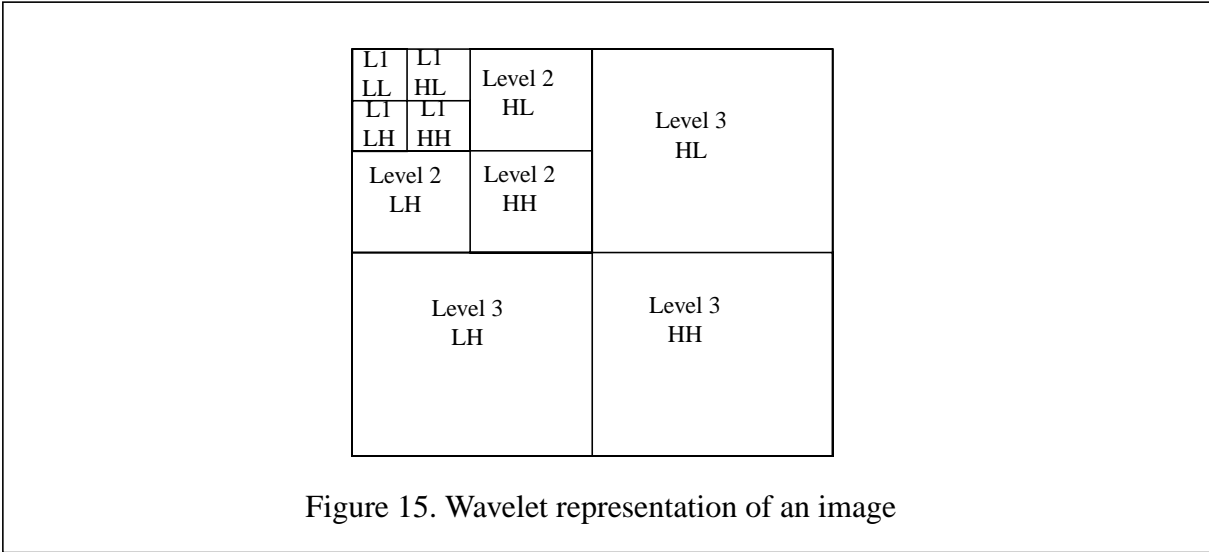 L1
LL
L1
HL
L1
LH
L1
HH
Level 2
HL
Level 2
LH
Level 2
HH
Level 3
HL
Level 3
LH
Level 3
HH
Figure 15. Wavelet representation of an image